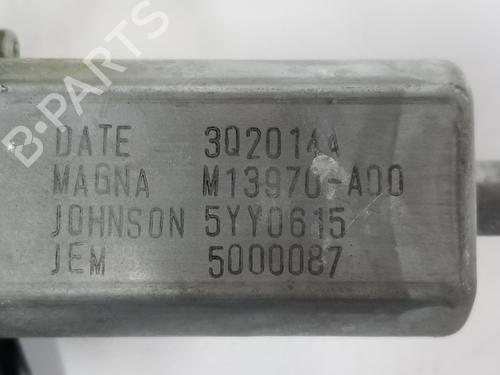 B-PARTS
DATE 3Q20144
MAGNA M13970-A00
JOHNSON 5YY0615
JEM 5000087